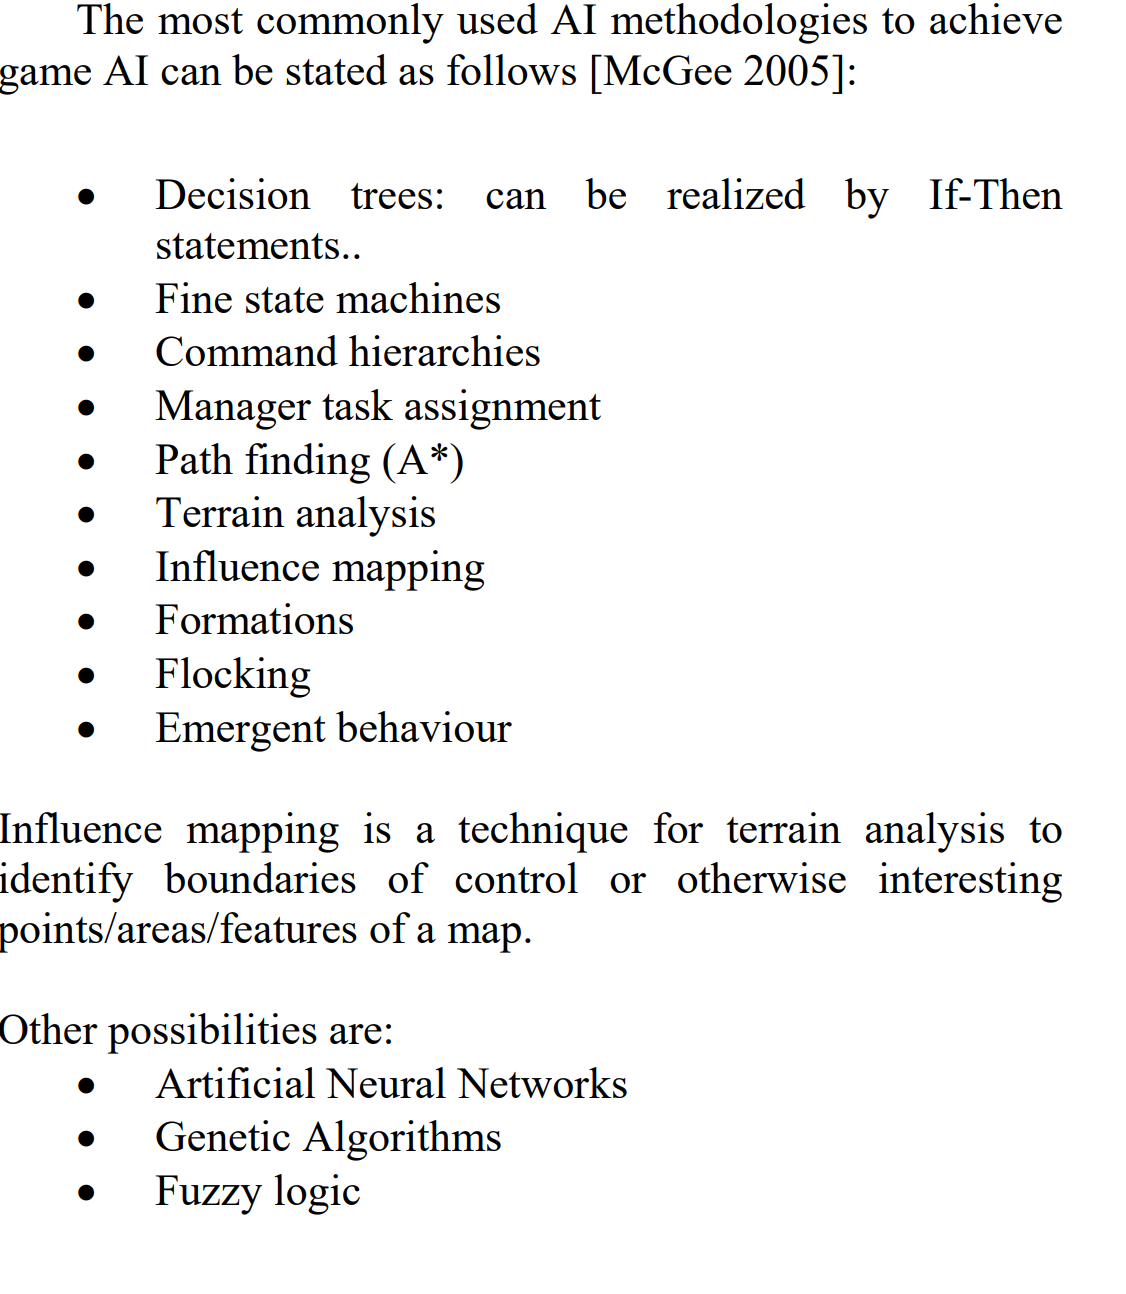 The most commonly used AI methodologies to achieve
game AI can be stated as follows [McGee 2005]:
• Decision trees: can be realized by If-Then
statements..
• Fine state machines
• Command hierarchies
• Manager task assignment
• Path finding (A*)
• Terrain analysis
• Influence mapping
• Formations
• Flocking
• Emergent behaviour
Influence mapping is a technique for terrain analysis to
identify boundaries of control or otherwise interesting
points/areas/features of a map.
Other possibilities are:
• Artificial Neural Networks
• Genetic Algorithms
• Fuzzy logic